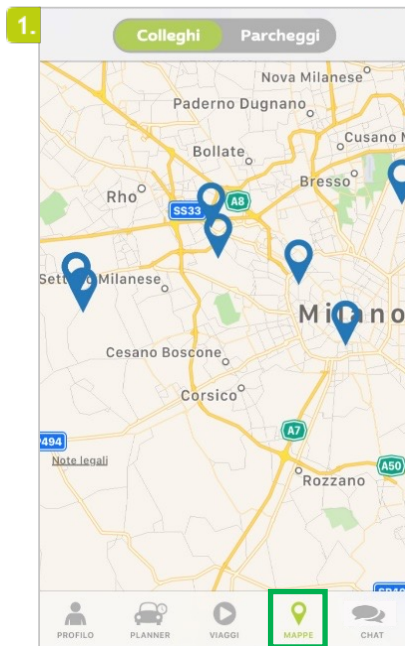 1.
Colleghi Parcheggi
Nova Milanese
Paderno Dugnano
Cusano M
Bollate
Bresso
Rho
A8
SS33
Settimo Milanese
Milano
Cesano Boscone
Corsico
A7
P494
Note legali
A50
Rozzano
PROFILO PLANNER VIAGGI MAPPE CHAT